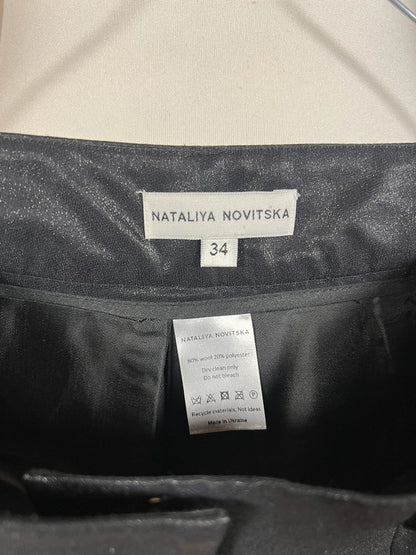 NATALIYA NOVITSKA
34
NATALIYA NOVITSKA
80% wool 20% polyester
Dry clean only
Do not bleach
Recycle materials, Not ideas
Made in Ukraine